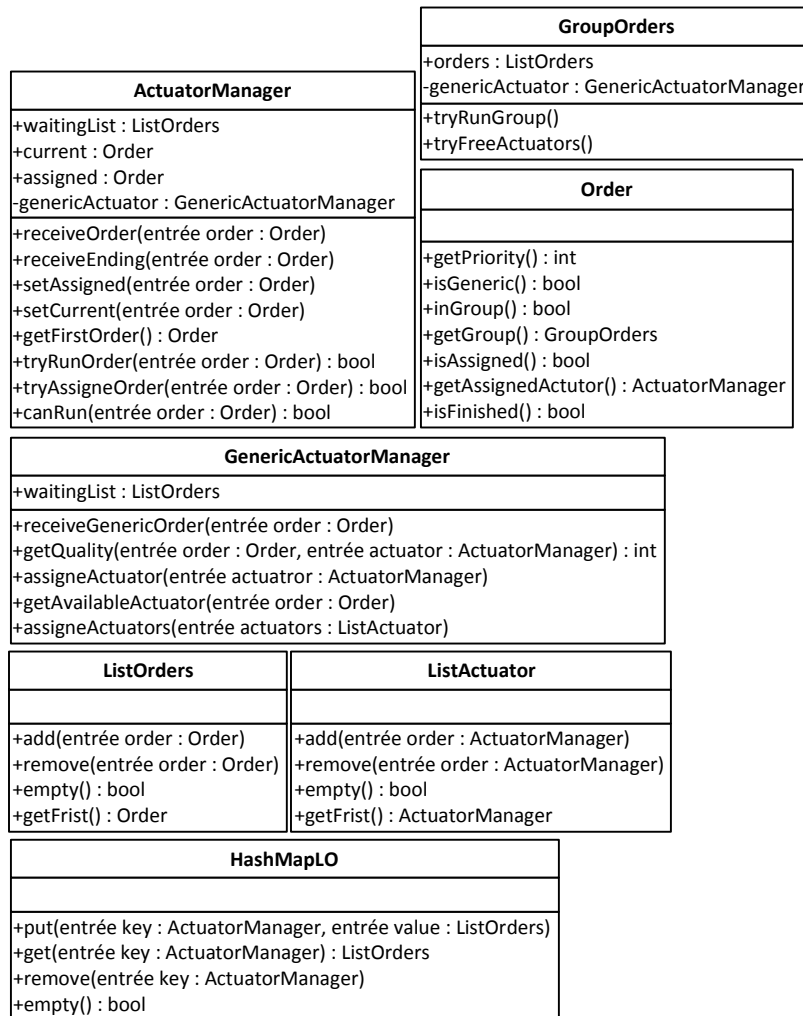 GroupOrders
+orders : ListOrders
-genericActuator : GenericActuatorManager
+tryRunGroup()
+tryFreeActuators()
ActuatorManager
+waitingList : ListOrders
+current : Order
+assigned : Order
-genericActuator : GenericActuatorManager
+receiveOrder(entrée order : Order)
+receiveEnding(entrée order : Order)
+setAssigned(entrée order : Order)
+setCurrent(entrée order : Order)
+getFirstOrder() : Order
+tryRunOrder(entrée order : Order) : bool
+tryAssigneOrder(entrée order : Order) : bool
+canRun(entrée order : Order) : bool
Order
+getPriority() : int
+isGeneric() : bool
+inGroup() : bool
+getGroup() : GroupOrders
+isAssigned() : bool
+getAssignedActutor() : ActuatorManager
+isFinished() : bool
GenericActuatorManager
+waitingList : ListOrders
+receiveGenericOrder(entrée order : Order)
+getQuality(entrée order : Order, entrée actuator : ActuatorManager) : int
+assigneActuator(entrée actuatror : ActuatorManager)
+getAvailableActuator(entrée order : Order)
+assigneActuators(entrée actuators : ListActuator)
ListOrders
+add(entrée order : Order)
+remove(entrée order : Order)
+empty() : bool
+getFrist() : Order
ListActuator
+add(entrée order : ActuatorManager)
+remove(entrée order : ActuatorManager)
+empty() : bool
+getFrist() : ActuatorManager
HashMapLO
+put(entrée key : ActuatorManager, entrée value : ListOrders)
+get(entrée key : ActuatorManager) : ListOrders
+remove(entrée key : ActuatorManager)
+empty() : bool